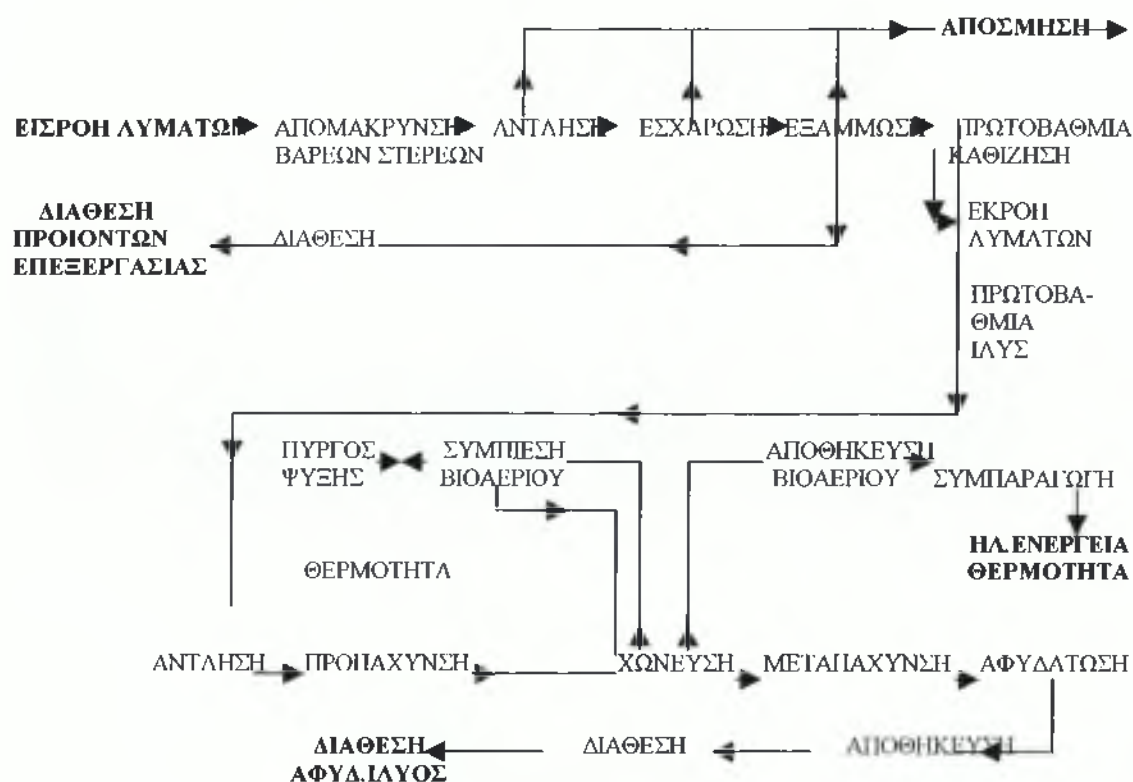 ΑΠΟΣΜΗΣΗ
ΕΙΣΡΟΗ ΛΥΜΑΤΩΝ ΑΠΟΜΑΚΡΥΝΣΗ ΑΝΤΛΗΣΗ ΕΣΧΑΡΩΣΗ ΕΞΑΜΜΩΣΗ ΠΡΩΤΟΒΑΘΜΙΑ
ΒΑΡΕΩΝ ΣΤΕΡΕΩΝ ΚΑΘΙΖΗΣΗ
ΔΙΑΘΕΣΗ ΕΚΡΟΗ
ΠΡΟΙΟΝΤΩΝ ΔΙΑΘΕΣΗ ΛΥΜΑΤΩΝ
ΕΠΕΞΕΡΓΑΣΙΑΣ
ΠΡΩΤΟΒΑ-
ΘΜΙΑ
ΙΛΥΣ
ΠΥΡΓΟΣ ΣΥΜΠΙΕΣΗ ΑΠΟΘΗΚΕΥΣΗ
ΨΥΞΗΣ ΒΙΟΑΕΡΙΟΥ ΒΙΟΑΕΡΙΟΥ ΣΥΜΠΑΡΑΓΩΓΗ
ΗΛ.ΕΝΕΡΓΕΙΑ
ΘΕΡΜΟΤΗΤΑ ΘΕΡΜΟΤΗΤΑ
ΑΝΤΛΗΣΗ ΠΡΟΠΑΧΥΝΣΗ ΧΩΝΕΥΣΗ ΜΕΤΑΠΑΧΥΝΣΗ ΑΦΥΔΑΤΩΣΗ
ΔΙΑΘΕΣΗ ΔΙΑΘΕΣΗ ΑΠΟΘΗΚΕΥΣΗ
ΑΦΥΔ.ΙΛΥΟΣ